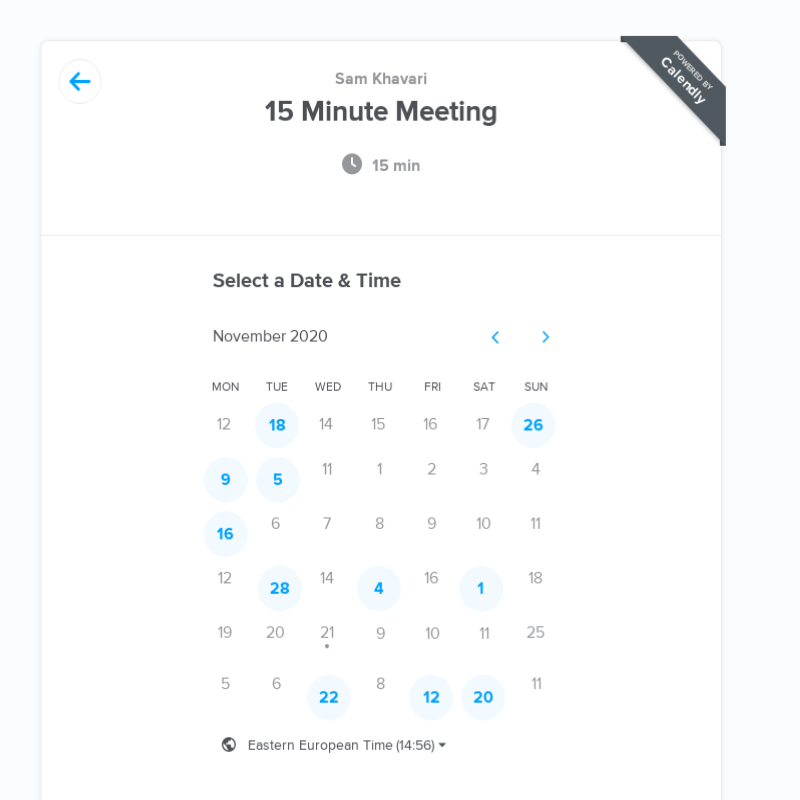 POWERED BY
Calendly
Sam Khavari
15 Minute Meeting
15 min
Select a Date & Time
November 2020
MON TUE WED THU FRI SAT SUN
12 18 14 15 16 17 26
9 5 11 1 2 3 4
16 6 7 8 9 10 11
12 28 14 4 16 1 18
19 20 21 9 10 11 25
5 6 22 8 12 20 11
Eastern European Time (14:56)